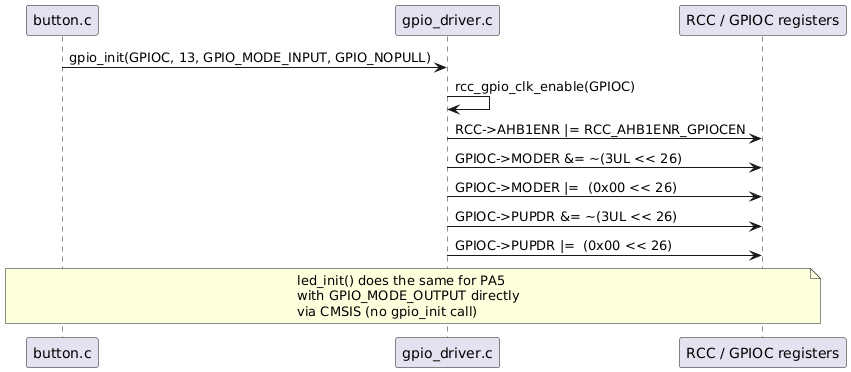 button.c
gpio_driver.c
RCC / GPIOC registers
gpio_init(GPIOC, 13, GPIO_MODE_INPUT, GPIO_NOPULL)
rcc_gpio_clk_enable(GPIOC)
RCC->AHB1ENR |= RCC_AHB1ENR_GPIOCEN
GPIOC->MODER &= ~(3UL << 26)
GPIOC->MODER |=  (0x00 << 26)
GPIOC->PUPDR &= ~(3UL << 26)
GPIOC->PUPDR |=  (0x00 << 26)
led_init() does the same for PA5
with GPIO_MODE_OUTPUT directly
via CMSIS (no gpio_init call)
button.c
gpio_driver.c
RCC / GPIOC registers